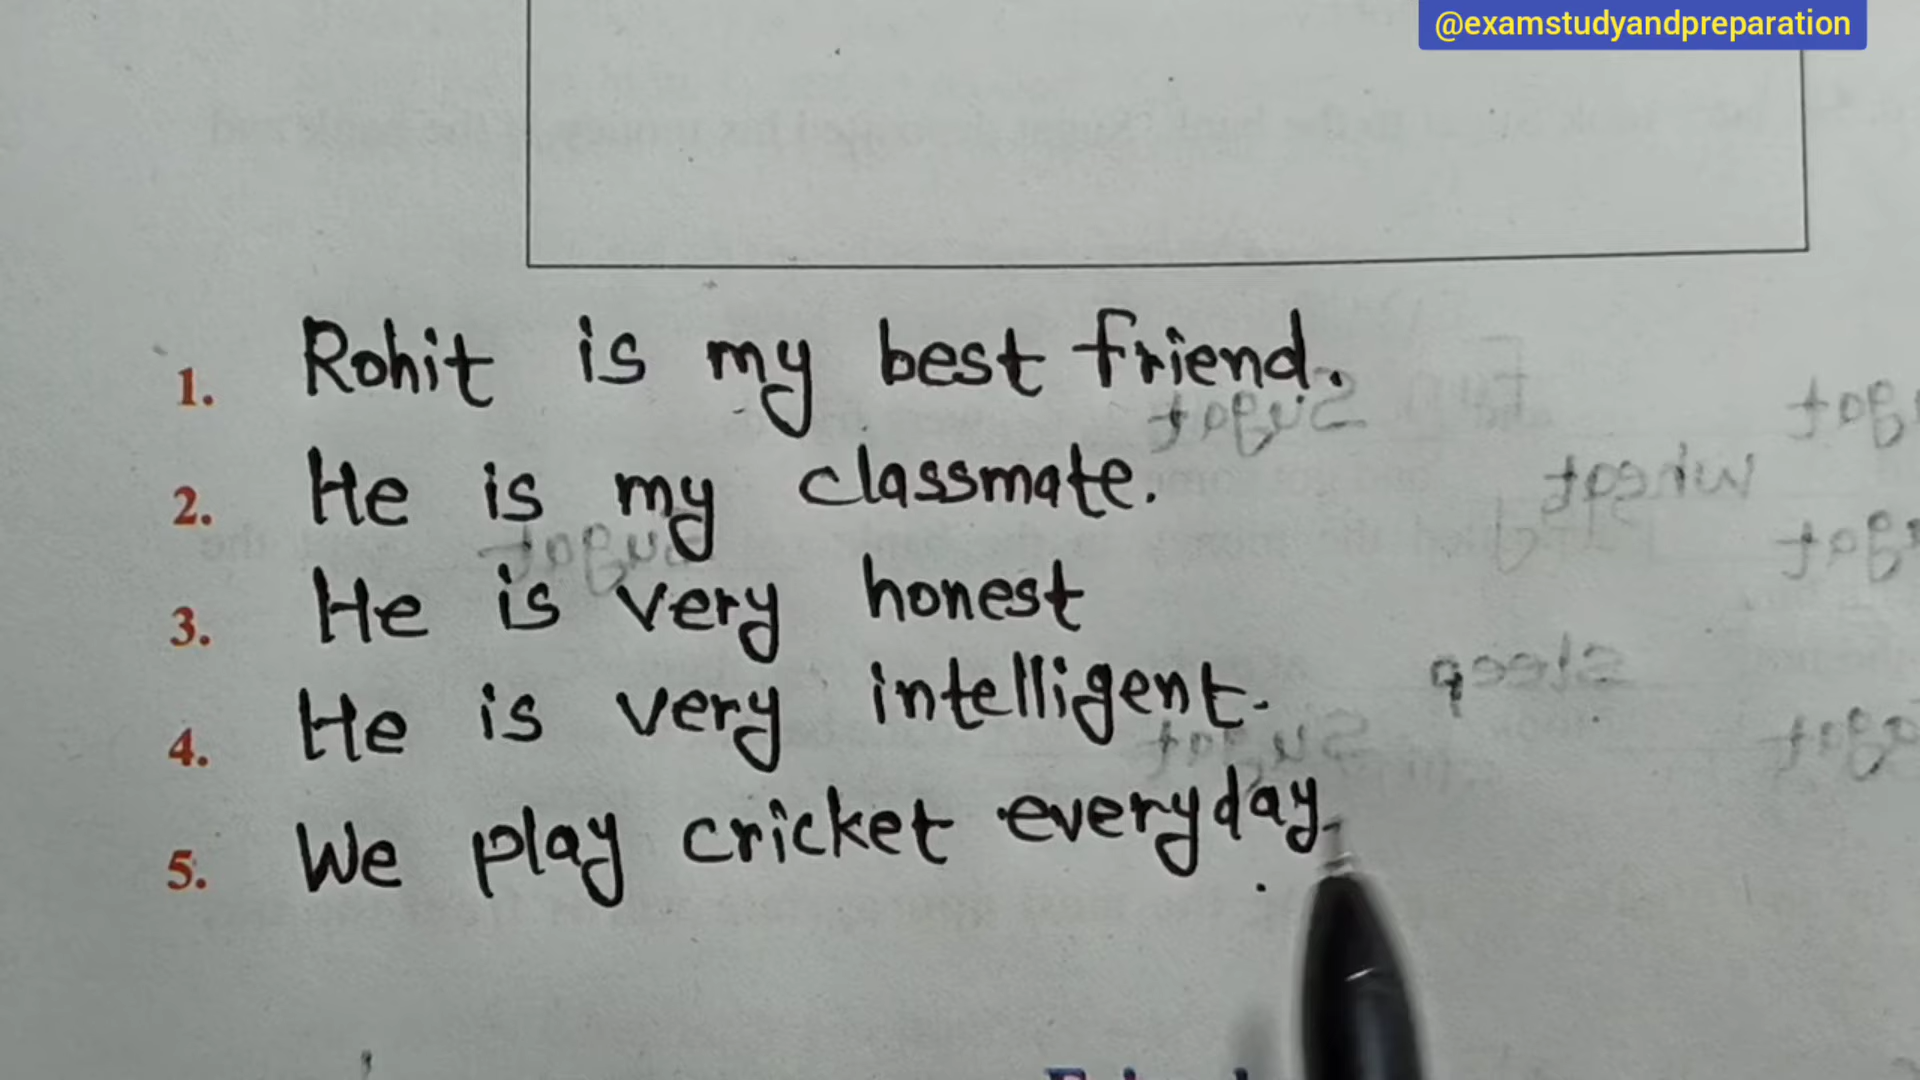 @examstudyandpreparation
1. Rohit is my best friend.
2. He is my classmate.
3. He is very honest
4. He is very intelligent.
5. We play cricket everyday.